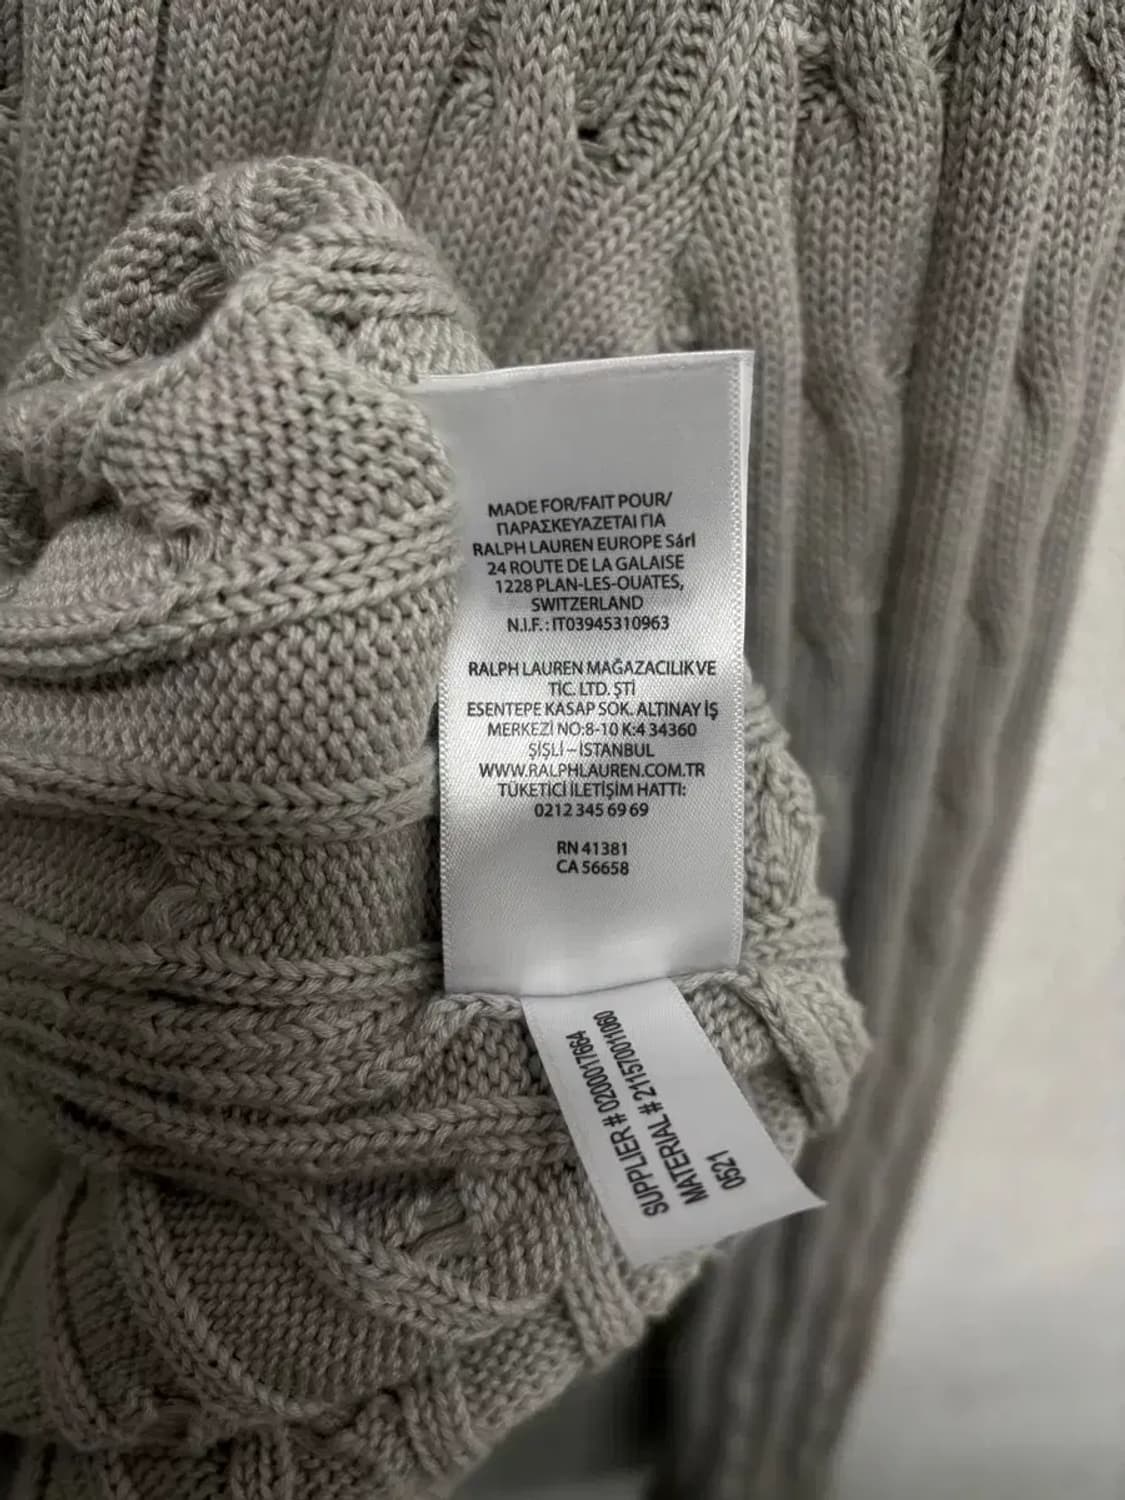 MADE FOR/FAIT POUR/
ΠΑΡΑΣΚΕΥΑΖΕΤΑΙ ΓΙΑ
RALPH LAUREN EUROPE Sárl
24 ROUTE DE LA GALAISE
1228 PLAN-LES-OUATES,
SWITZERLAND
N.I.F.: IT03945310963
RALPH LAUREN MAĞAZACILIK VE
TİC. LTD. ŞTİ
ESENTEPE KASAP SOK. ALTINAY İŞ
MERKEZİ NO:8-10 K:4 34360
ŞİŞLİ – İSTANBUL
WWW.RALPHLAUREN.COM.TR
TÜKETİCİ İLETİŞİM HATTI:
0212 345 69 69
RN 41381
CA 56658
SUPPLIER # 0200017664
MATERIAL # 211570011060
0521